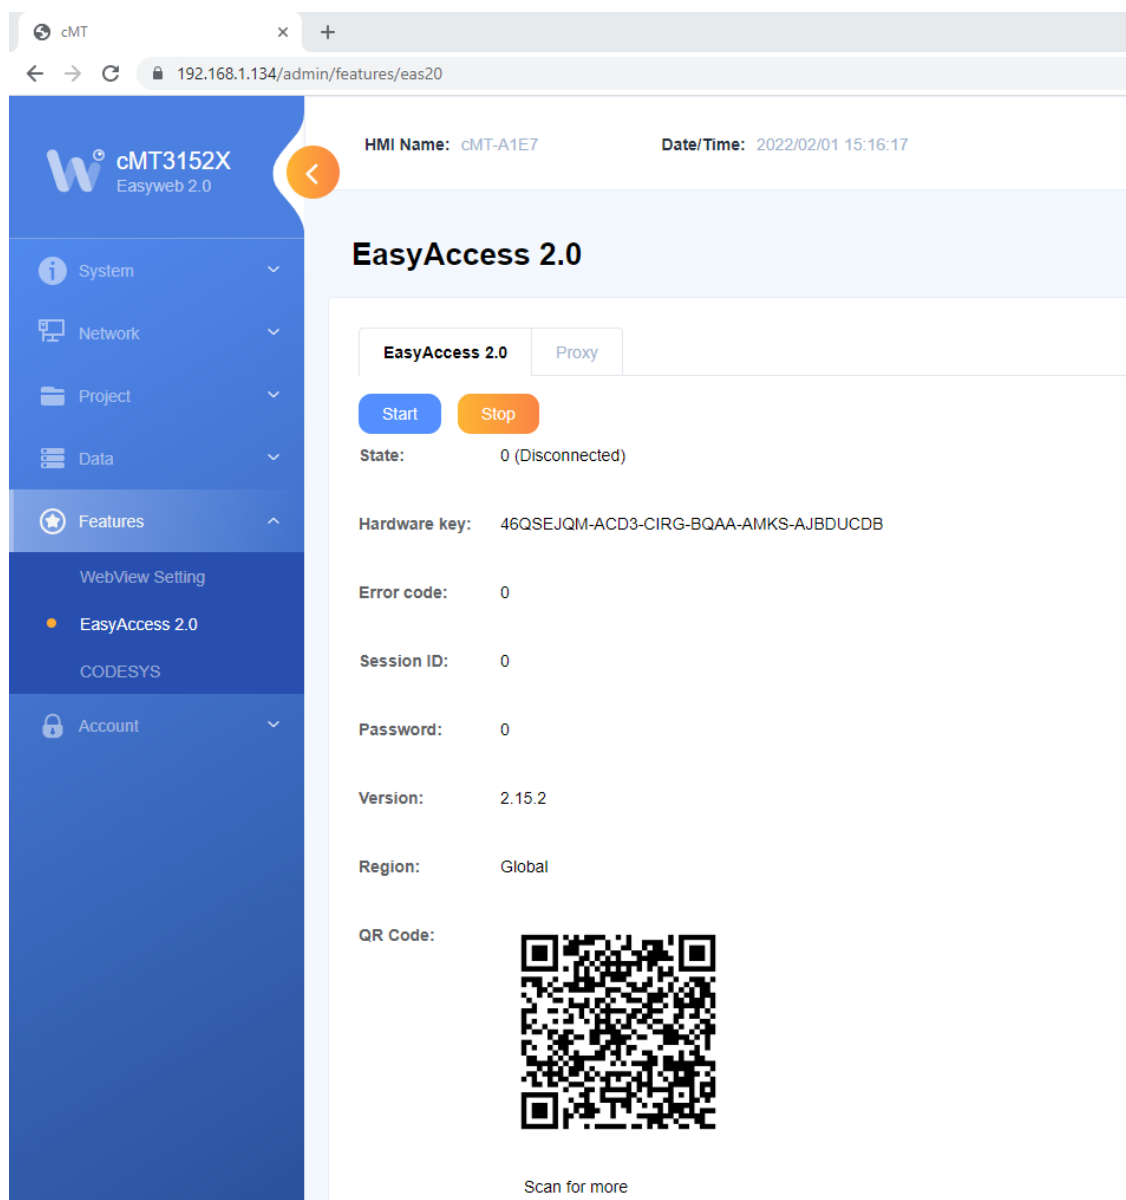 cMT
192.168.1.134/admin/features/eas20
cMT3152X
Easyweb 2.0
HMI Name: cMT-A1E7 Date/Time: 2022/02/01 15:16:17
System
Network
Project
Data
Features
WebView Setting
EasyAccess 2.0
CODESYS
Account
EasyAccess 2.0
EasyAccess 2.0 Proxy
Start Stop
State: 0 (Disconnected)
Hardware key: 46QSEJQM-ACD3-CIRG-BQAA-AMKS-AJBDUCDB
Error code: 0
Session ID: 0
Password: 0
Version: 2.15.2
Region: Global
QR Code:
Scan for more